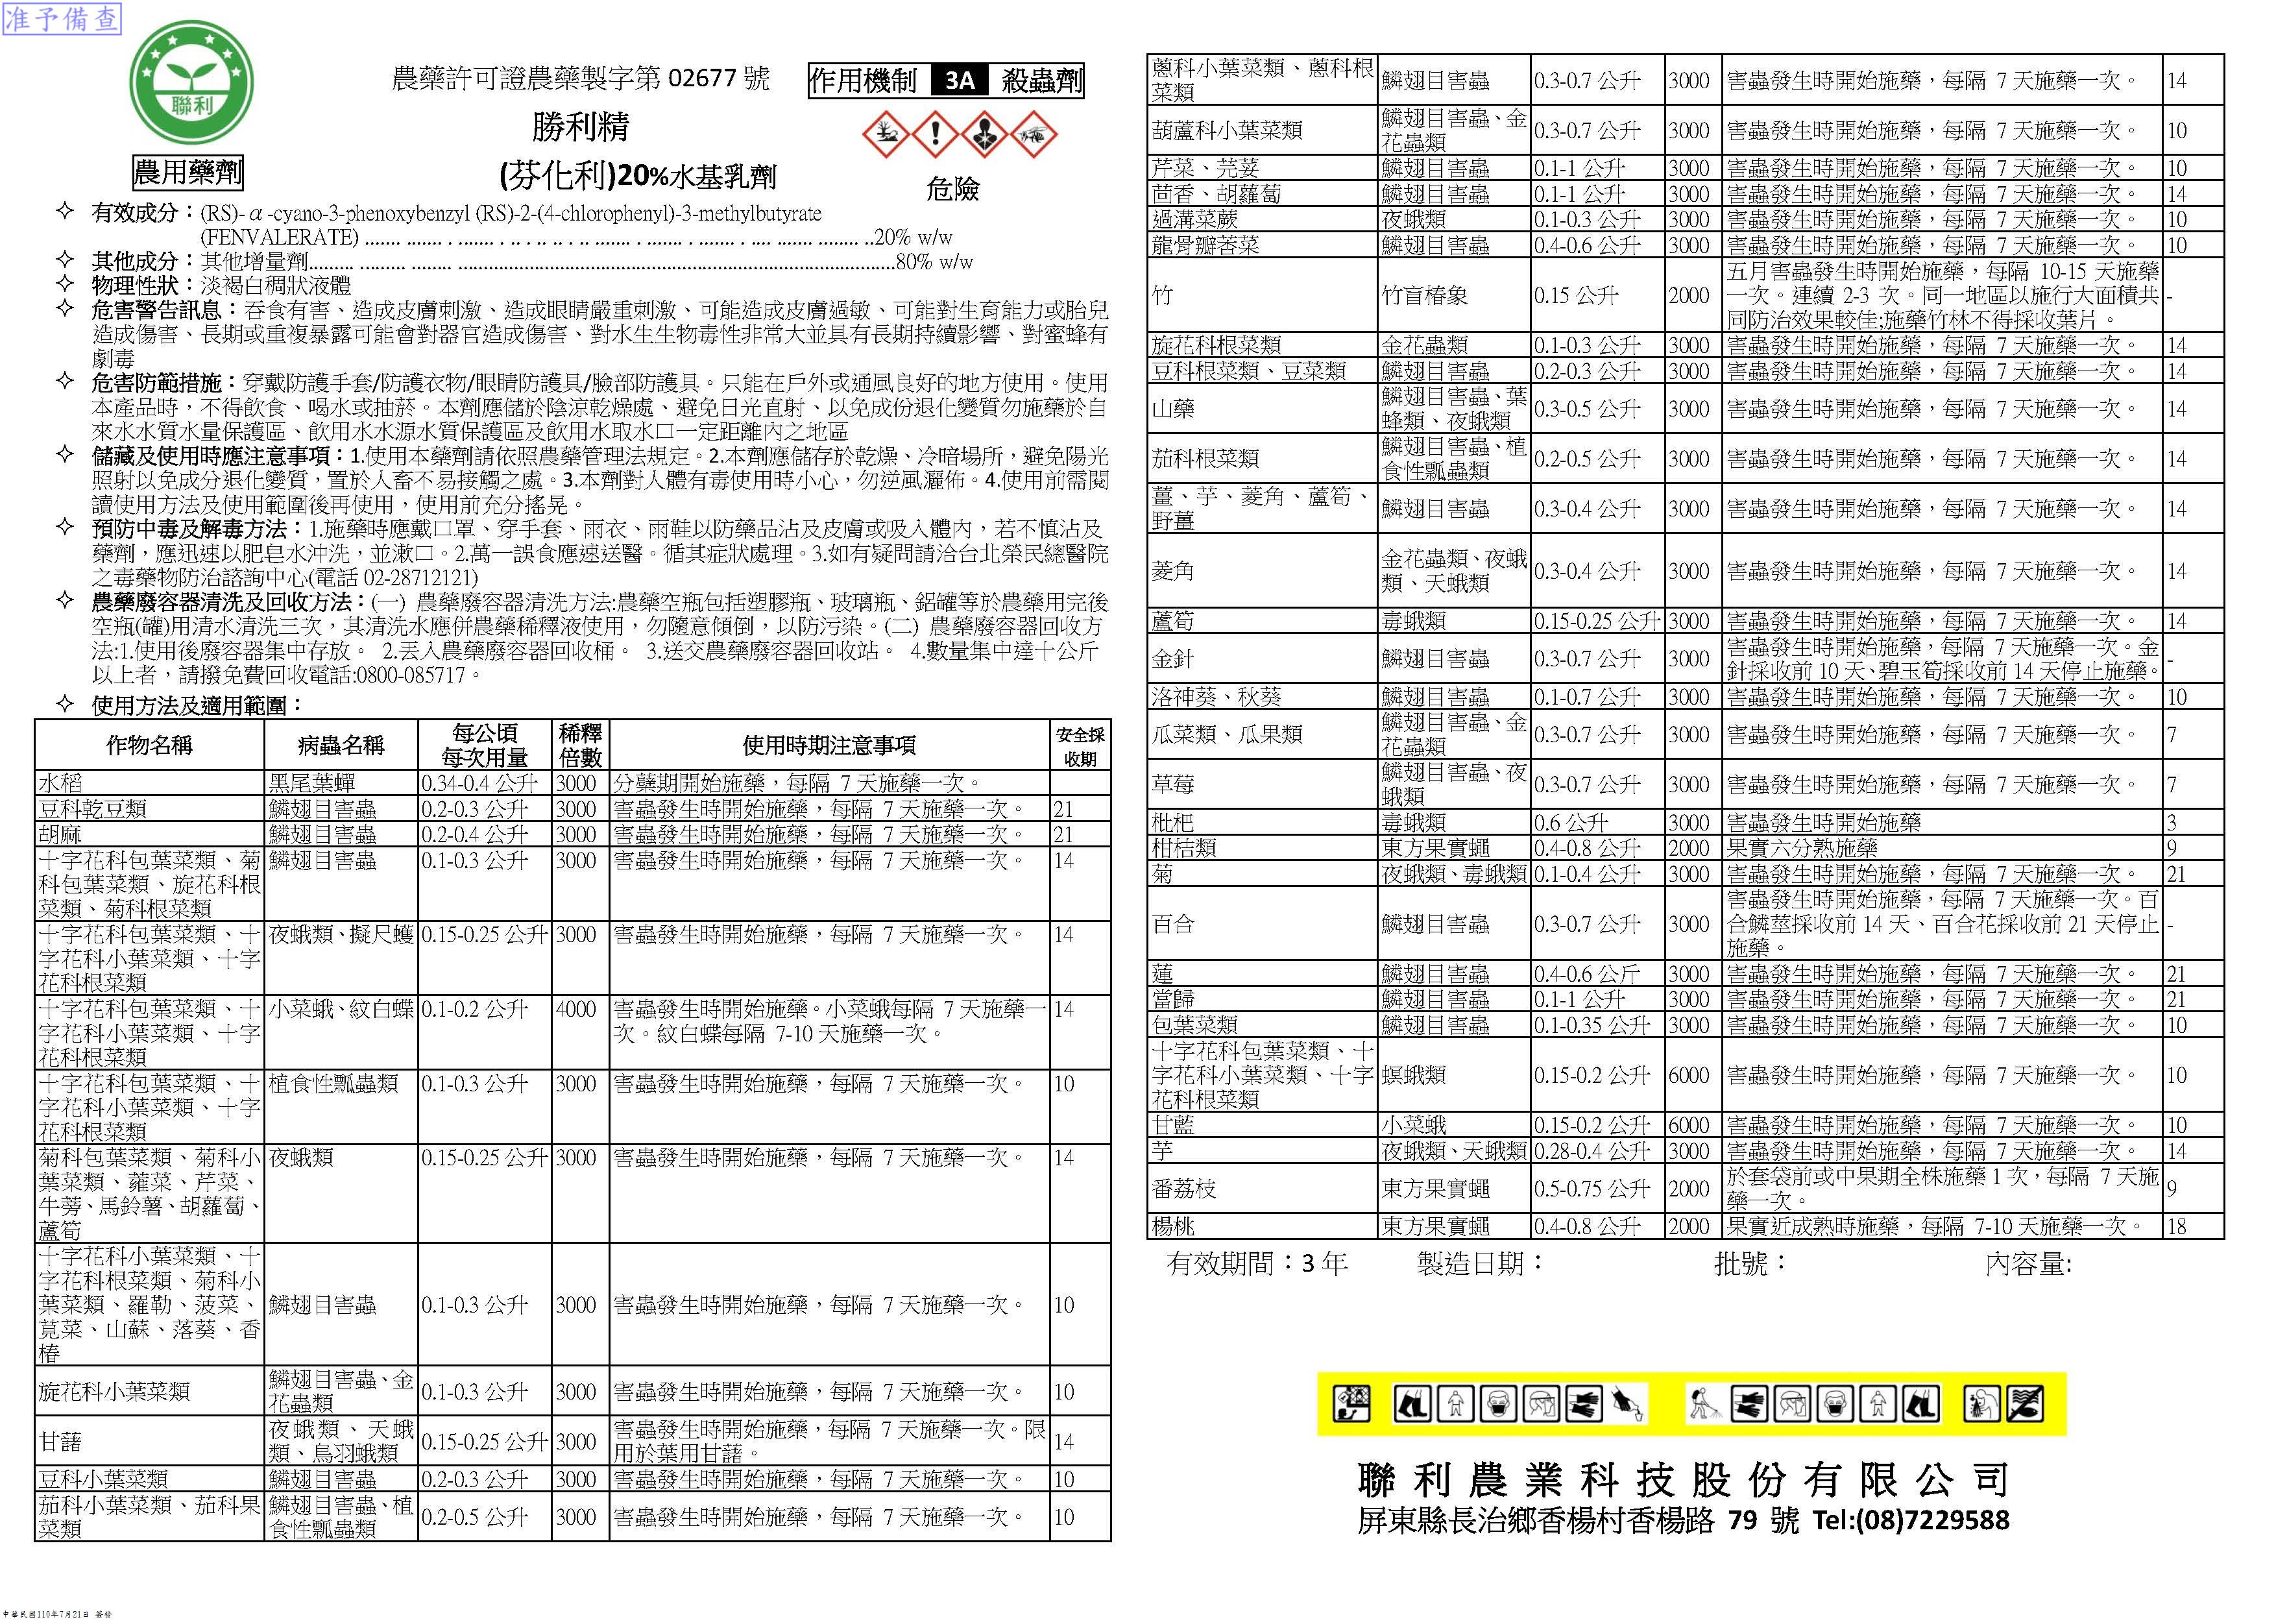 准予備查
聯利
農用藥劑
農藥許可證農藥製字第 02677 號
作用機制 3A 殺蟲劑
勝利精
(芬化利)20%水基乳劑
危險
✧ 有效成分：(RS)-α-cyano-3-phenoxybenzyl (RS)-2-(4-chlorophenyl)-3-methylbutyrate
(FENVALERATE) ....... ....... . ....... . .. .. . .. .. . .. ....... . ....... . ....... . .... ....... ........ ..20% w/w
✧ 其他成分：其他增量劑....... ......... ........ .....................................................................................80% w/w
✧ 物理性狀：淡褐白稠狀液體
✧ 危害警告訊息：吞食有害、造成皮膚刺激、造成眼睛嚴重刺激、可能造成皮膚過敏、可能對生育能力或胎兒
造成傷害、長期或重複暴露可能會對器官造成傷害、對水生生物毒性非常大並具有長期持續影響、對蜜蜂有
劇毒
✧ 危害防範措施：穿戴防護手套/防護衣物/眼睛防護具/臉部防護具。只能在戶外或通風良好的地方使用。使用
本產品時，不得飲食、喝水或抽菸。本劑應儲於陰涼乾燥處、避免日光直射、以免成份退化變質勿施藥於自
來水水質水量保護區、飲用水水源水質保護區及飲用水取水口一定距離內之地區
✧ 儲藏及使用時應注意事項：1.使用本藥劑請依照農藥管理法規定。2.本劑應儲存於乾燥、冷暗場所，避免陽光
照射以免成分退化變質，置於人畜不易接觸之處。3.本劑對人體有毒使用時小心，勿逆風灑佈。4.使用前需閱
讀使用方法及使用範圍後再使用，使用前充分搖晃。
✧ 預防中毒及解毒方法：1.施藥時應戴口罩、穿手套、雨衣、雨鞋以防藥品沾及皮膚或吸入體內，若不慎沾及
藥劑，應迅速以肥皂水沖洗，並漱口。2.萬一誤食應速送醫。循其症狀處理。3.如有疑問請洽台北榮民總醫院
之毒藥物防治諮詢中心(電話 02-28712121)
✧ 農藥廢容器清洗及回收方法：(一) 農藥廢容器清洗方法:農藥空瓶包括塑膠瓶、玻璃瓶、鋁罐等於農藥用完後
空瓶(罐)用清水清洗三次，其清洗水應併農藥稀釋液使用，勿隨意傾倒，以防污染。(二) 農藥廢容器回收方
法:1.使用後廢容器集中存放。 2.丟入農藥廢容器回收桶。 3.送交農藥廢容器回收站。 4.數量集中達十公斤
以上者，請撥免費回收電話:0800-085717。
✧ 使用方法及適用範圍：
作物名稱 病蟲名稱 每公頃每次用量 稀釋倍數 使用時期注意事項 安全採收期
水稻 黑尾葉蟬 0.34-0.4 公升 3000 分蘗期開始施藥，每隔 7 天施藥一次。
豆科乾豆類 鱗翅目害蟲 0.2-0.3 公升 3000 害蟲發生時開始施藥，每隔 7 天施藥一次。 21
胡麻 鱗翅目害蟲 0.2-0.4 公升 3000 害蟲發生時開始施藥，每隔 7 天施藥一次。 21
十字花科包葉菜類、菊 鱗翅目害蟲 0.1-0.3 公升 3000 害蟲發生時開始施藥，每隔 7 天施藥一次。 14
科包葉菜類、旋花科根
菜類、菊科根菜類
十字花科包葉菜類、十 夜蛾類、擬尺蠖 0.15-0.25 公升 3000 害蟲發生時開始施藥，每隔 7 天施藥一次。 14
字花科小葉菜類、十字
花科根菜類
十字花科包葉菜類、十 小菜蛾、紋白蝶 0.1-0.2 公升 4000 害蟲發生時開始施藥。小菜蛾每隔 7 天施藥一 14
字花科小葉菜類、十字 次。紋白蝶每隔 7-10 天施藥一次。
花科根菜類
十字花科包葉菜類、十 植食性瓢蟲類 0.1-0.3 公升 3000 害蟲發生時開始施藥，每隔 7 天施藥一次。 10
字花科小葉菜類、十字
花科根菜類
菊科包葉菜類、菊科小 夜蛾類 0.15-0.25 公升 3000 害蟲發生時開始施藥，每隔 7 天施藥一次。 14
葉菜類、蕹菜、芹菜、
牛蒡、馬鈴薯、胡蘿蔔、
蘆筍
十字花科小葉菜類、十
字花科根菜類、菊科小
葉菜類、羅勒、菠菜、 鱗翅目害蟲 0.1-0.3 公升 3000 害蟲發生時開始施藥，每隔 7 天施藥一次。 10
莧菜、山蘇、落葵、香
椿
旋花科小葉菜類 鱗翅目害蟲、金花蟲類 0.1-0.3 公升 3000 害蟲發生時開始施藥，每隔 7 天施藥一次。 10
甘藷 夜蛾類、天蛾類、鳥羽蛾類 0.15-0.25 公升 3000 害蟲發生時開始施藥，每隔 7 天施藥一次。限用於葉用甘藷。 14
豆科小葉菜類 鱗翅目害蟲 0.2-0.3 公升 3000 害蟲發生時開始施藥，每隔 7 天施藥一次。 10
茄科小葉菜類、茄科果菜類 鱗翅目害蟲、植食性瓢蟲類 0.2-0.5 公升 3000 害蟲發生時開始施藥，每隔 7 天施藥一次。 10
蔥科小葉菜類、蔥科根菜類 鱗翅目害蟲 0.3-0.7 公升 3000 害蟲發生時開始施藥，每隔 7 天施藥一次。 14
葫蘆科小葉菜類 鱗翅目害蟲、金花蟲類 0.3-0.7 公升 3000 害蟲發生時開始施藥，每隔 7 天施藥一次。 10
芹菜、芫荽 鱗翅目害蟲 0.1-1 公升 3000 害蟲發生時開始施藥，每隔 7 天施藥一次。 10
茴香、胡蘿蔔 鱗翅目害蟲 0.1-1 公升 3000 害蟲發生時開始施藥，每隔 7 天施藥一次。 14
過溝菜蕨 夜蛾類 0.1-0.3 公升 3000 害蟲發生時開始施藥，每隔 7 天施藥一次。 10
龍骨瓣莕菜 鱗翅目害蟲 0.4-0.6 公升 3000 害蟲發生時開始施藥，每隔 7 天施藥一次。 10
竹 竹盲椿象 0.15 公升 2000 五月害蟲發生時開始施藥，每隔 10-15 天施藥
一次。連續 2-3 次。同一地區以施行大面積共 -
同防治效果較佳;施藥竹林不得採收葉片。
旋花科根菜類 金花蟲類 0.1-0.3 公升 3000 害蟲發生時開始施藥，每隔 7 天施藥一次。 14
豆科根菜類、豆菜類 鱗翅目害蟲 0.2-0.3 公升 3000 害蟲發生時開始施藥，每隔 7 天施藥一次。 14
山藥 鱗翅目害蟲、葉蜂類、夜蛾類 0.3-0.5 公升 3000 害蟲發生時開始施藥，每隔 7 天施藥一次。 14
茄科根菜類 鱗翅目害蟲、植食性瓢蟲類 0.2-0.5 公升 3000 害蟲發生時開始施藥，每隔 7 天施藥一次。 14
薑、芋、菱角、蘆筍、野薑 鱗翅目害蟲 0.3-0.4 公升 3000 害蟲發生時開始施藥，每隔 7 天施藥一次。 14
菱角 金花蟲類、夜蛾類、天蛾類 0.3-0.4 公升 3000 害蟲發生時開始施藥，每隔 7 天施藥一次。 14
蘆筍 毒蛾類 0.15-0.25 公升 3000 害蟲發生時開始施藥，每隔 7 天施藥一次。 14
金針 鱗翅目害蟲 0.3-0.7 公升 3000 害蟲發生時開始施藥，每隔 7 天施藥一次。金
針採收前 10 天、碧玉筍採收前 14 天停止施藥。 -
洛神葵、秋葵 鱗翅目害蟲 0.1-0.7 公升 3000 害蟲發生時開始施藥，每隔 7 天施藥一次。 10
瓜菜類、瓜果類 鱗翅目害蟲、金花蟲類 0.3-0.7 公升 3000 害蟲發生時開始施藥，每隔 7 天施藥一次。 7
草莓 鱗翅目害蟲、夜蛾類 0.3-0.7 公升 3000 害蟲發生時開始施藥，每隔 7 天施藥一次。 7
枇杷 毒蛾類 0.6 公升 3000 害蟲發生時開始施藥 3
柑桔類 東方果實蠅 0.4-0.8 公升 2000 果實六分熟施藥 9
菊 夜蛾類、毒蛾類 0.1-0.4 公升 3000 害蟲發生時開始施藥，每隔 7 天施藥一次。 21
百合 鱗翅目害蟲 0.3-0.7 公升 3000 害蟲發生時開始施藥，每隔 7 天施藥一次。百
合鱗莖採收前 14 天、百合花採收前 21 天停止 -
施藥。
蓮 鱗翅目害蟲 0.4-0.6 公斤 3000 害蟲發生時開始施藥，每隔 7 天施藥一次。 21
當歸 鱗翅目害蟲 0.1-1 公升 3000 害蟲發生時開始施藥，每隔 7 天施藥一次。 21
包葉菜類 鱗翅目害蟲 0.1-0.35 公升 3000 害蟲發生時開始施藥，每隔 7 天施藥一次。 10
十字花科包葉菜類、十
字花科小葉菜類、十字 螟蛾類 0.15-0.2 公升 6000 害蟲發生時開始施藥，每隔 7 天施藥一次。 10
花科根菜類
甘藍 小菜蛾 0.15-0.2 公升 6000 害蟲發生時開始施藥，每隔 7 天施藥一次。 10
芋 夜蛾類、天蛾類 0.28-0.4 公升 3000 害蟲發生時開始施藥，每隔 7 天施藥一次。 14
番荔枝 東方果實蠅 0.5-0.75 公升 2000 於套袋前或中果期全株施藥 1 次，每隔 7 天施藥一次。 9
楊桃 東方果實蠅 0.4-0.8 公升 2000 果實近成熟時施藥，每隔 7-10 天施藥一次。 18
有效期間：3 年 製造日期： 批號： 內容量:
聯利農業科技股份有限公司
屏東縣長治鄉香楊村香楊路 79 號 Tel:(08)7229588
中華民國110年7月21日 簽發